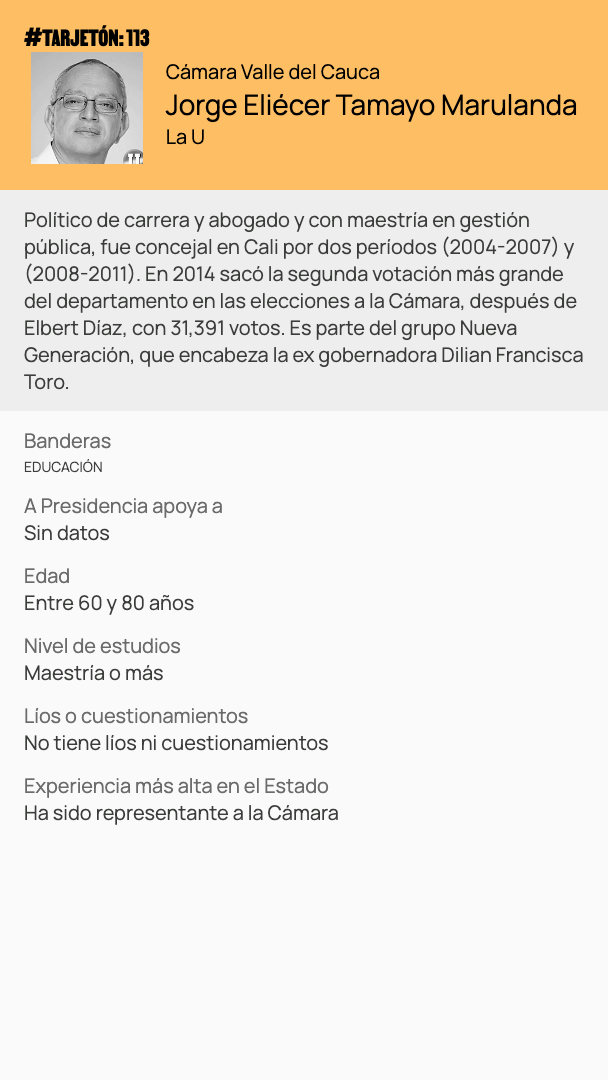 #TARJETÓN: 113
Cámara Valle del Cauca
Jorge Eliécer Tamayo Marulanda
La U
Político de carrera y abogado y con maestría en gestión
pública, fue concejal en Cali por dos períodos (2004-2007) y
(2008-2011). En 2014 sacó la segunda votación más grande
del departamento en las elecciones a la Cámara, después de
Elbert Díaz, con 31,391 votos. Es parte del grupo Nueva
Generación, que encabeza la ex gobernadora Dilian Francisca
Toro.
Banderas
EDUCACIÓN
A Presidencia apoya a
Sin datos
Edad
Entre 60 y 80 años
Nivel de estudios
Maestría o más
Líos o cuestionamientos
No tiene líos ni cuestionamientos
Experiencia más alta en el Estado
Ha sido representante a la Cámara